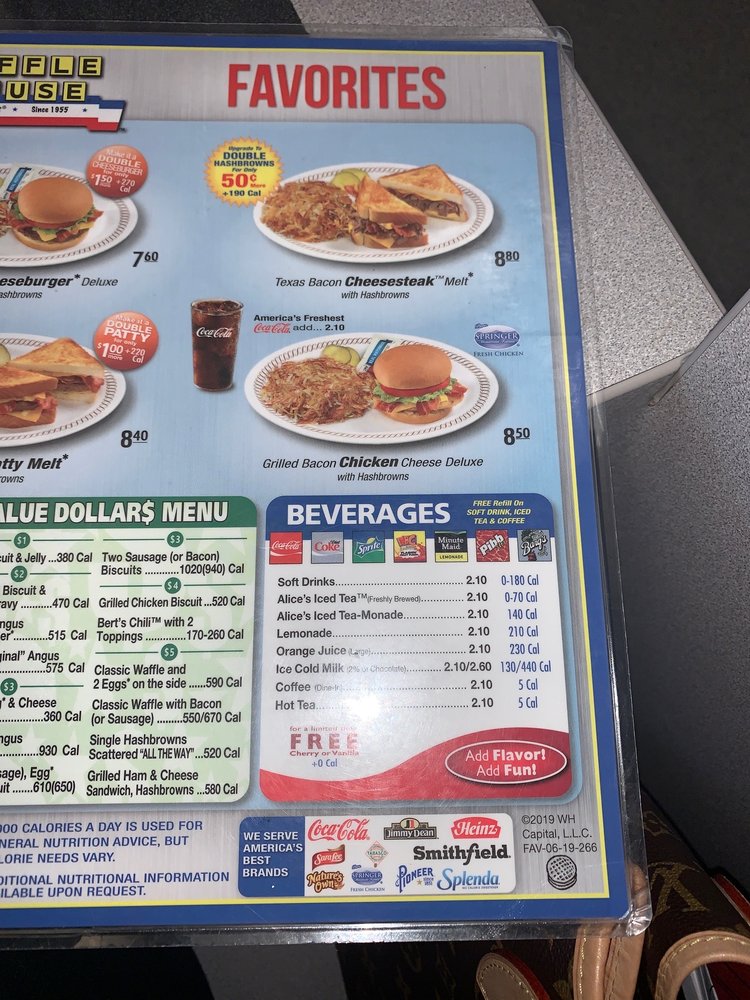 FFLE
USE
Since 1955
FAVORITES
Make it a
DOUBLE
CHEESEBURGER
for only
$1.50 +270
Cal
Upgrade To
DOUBLE
HASHBROWNS
For Only
50¢ More
+190 Cal
760
eseburger* Deluxe
ashbrowns
880
Texas Bacon Cheesesteak™ Melt*
with Hashbrowns
Make it a
DOUBLE
PATTY
for only
$1.00 +220
more Cal
Coca-Cola
America's Freshest
Coca-Cola add... 2.10
SPRINGER
FRESH CHICKEN
840
atty Melt*
rowns
850
Grilled Bacon Chicken Cheese Deluxe
with Hashbrowns
ALUE DOLLAR$ MENU
$1
cuit & Jelly ...380 Cal
$2
Biscuit &
ravy ...........470 Cal
ngus
er*............515 Cal
ginal" Angus
.............575 Cal
$3
* & Cheese
...............360 Cal
ngus
...............930 Cal
sage), Egg*
uit ......610(650)
$3
Two Sausage (or Bacon)
Biscuits ...........1020(940) Cal
$4
Grilled Chicken Biscuit ...520 Cal
Bert's Chili™ with 2
Toppings ...........170-260 Cal
$5
Classic Waffle and
2 Eggs* on the side ....590 Cal
Classic Waffle with Bacon
(or Sausage) .....550/670 Cal
Single Hashbrowns
Scattered "ALL THE WAY"...520 Cal
Grilled Ham & Cheese
Sandwich, Hashbrowns ...580 Cal
BEVERAGES
FREE Refill On
SOFT DRINK, ICED
TEA & COFFEE
Coca-Cola
Diet Coke
Sprite
Minute Maid
LEMONADE
Pibb
Barq's
Soft Drinks.......... 2.10 0-180 Cal
Alice's Iced Tea™(Freshly Brewed).......... 2.10 0-70 Cal
Alice's Iced Tea-Monade.......... 2.10 140 Cal
Lemonade.......... 2.10 210 Cal
Orange Juice (Large).......... 2.10 230 Cal
Ice Cold Milk (2% or Chocolate).......... 2.10/2.60 130/440 Cal
Coffee (Dine-In).......... 2.10 5 Cal
Hot Tea.......... 2.10 5 Cal
for a limited time
FREE
Cherry or Vanilla
+0 Cal
Add Flavor!
Add Fun!
000 CALORIES A DAY IS USED FOR
NERAL NUTRITION ADVICE, BUT
LORIE NEEDS VARY.
DITIONAL NUTRITIONAL INFORMATION
ILABLE UPON REQUEST.
WE SERVE
AMERICA'S
BEST
BRANDS
Coca-Cola
Jimmy Dean
Heinz
Sara Lee
TABASCO
Smithfield
Nature's Own
SPRINGER
FRESH CHICKEN
PIONEER
Splenda
©2019 WH
Capital, L.L.C.
FAV-06-19-266